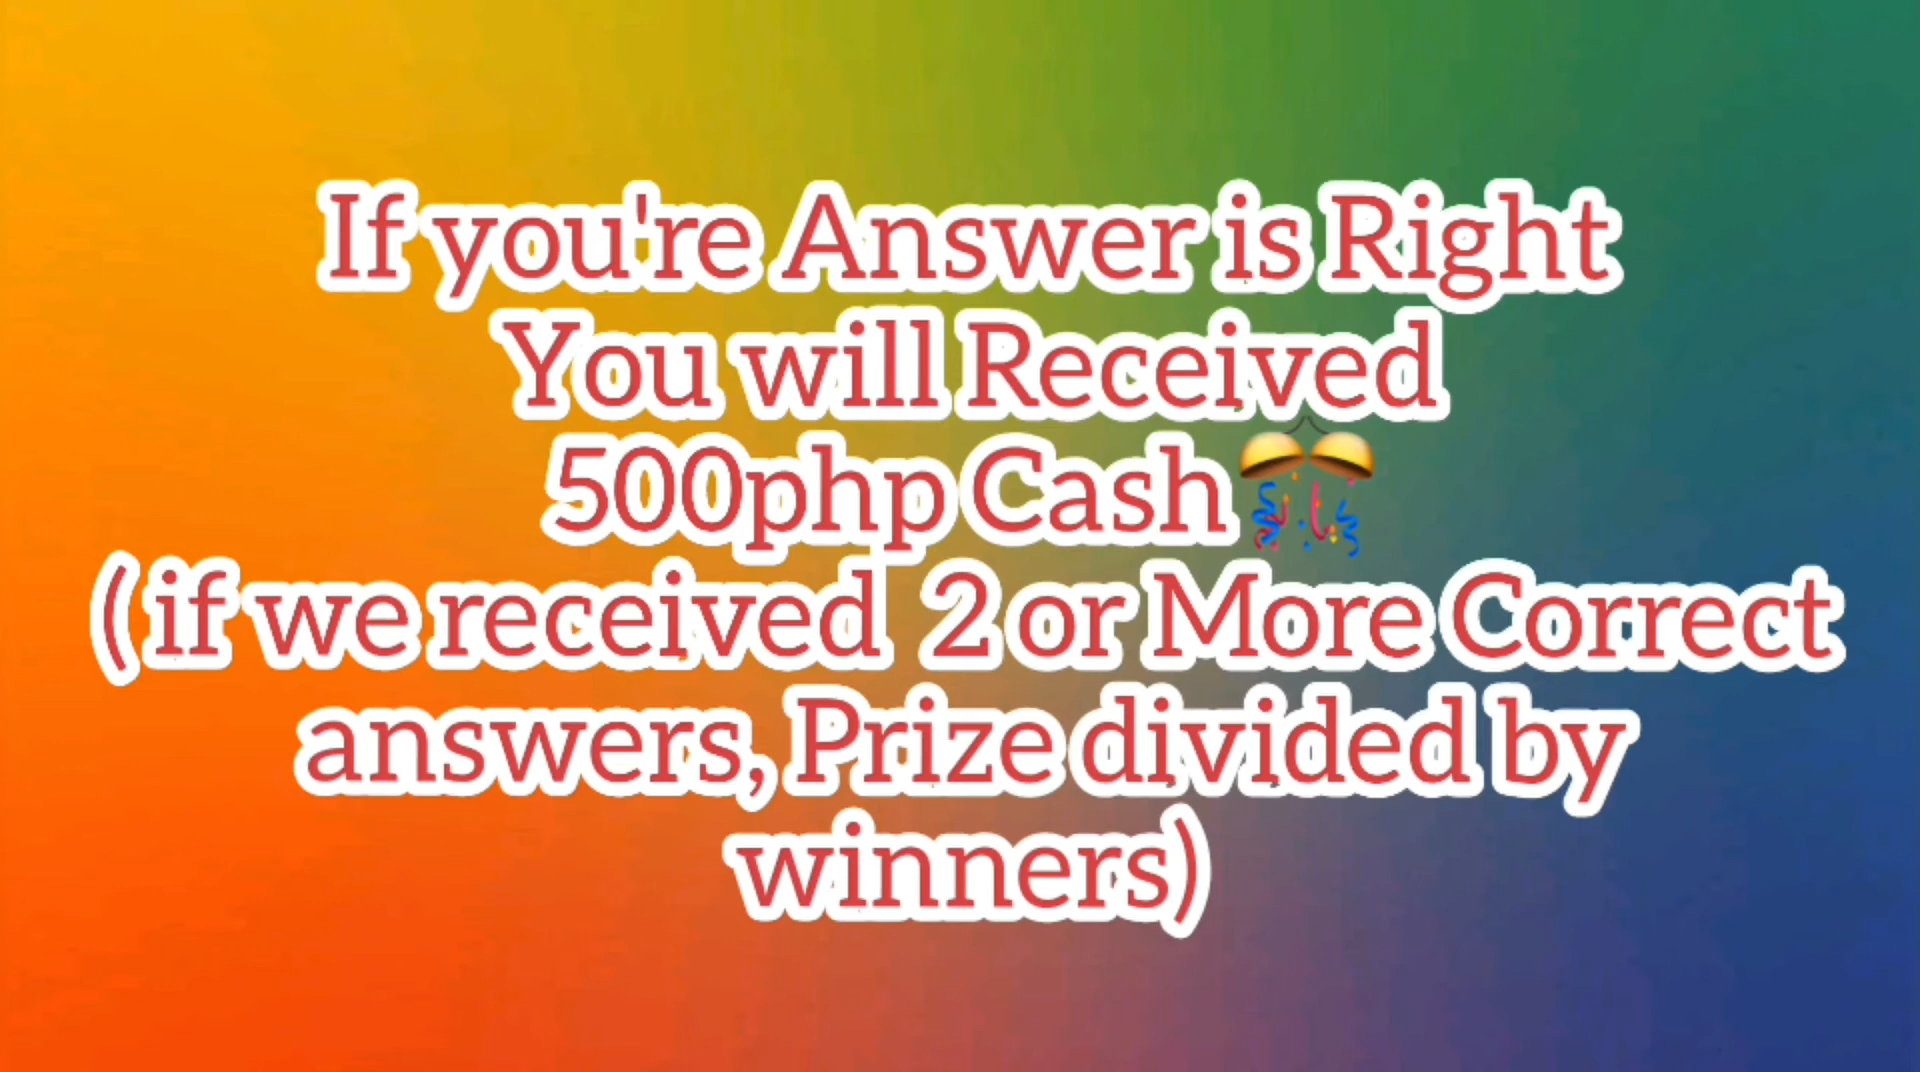 If you're Answer is Right
You will Received
500php Cash🎊
( if we received 2 or More Correct
answers, Prize divided by
winners)